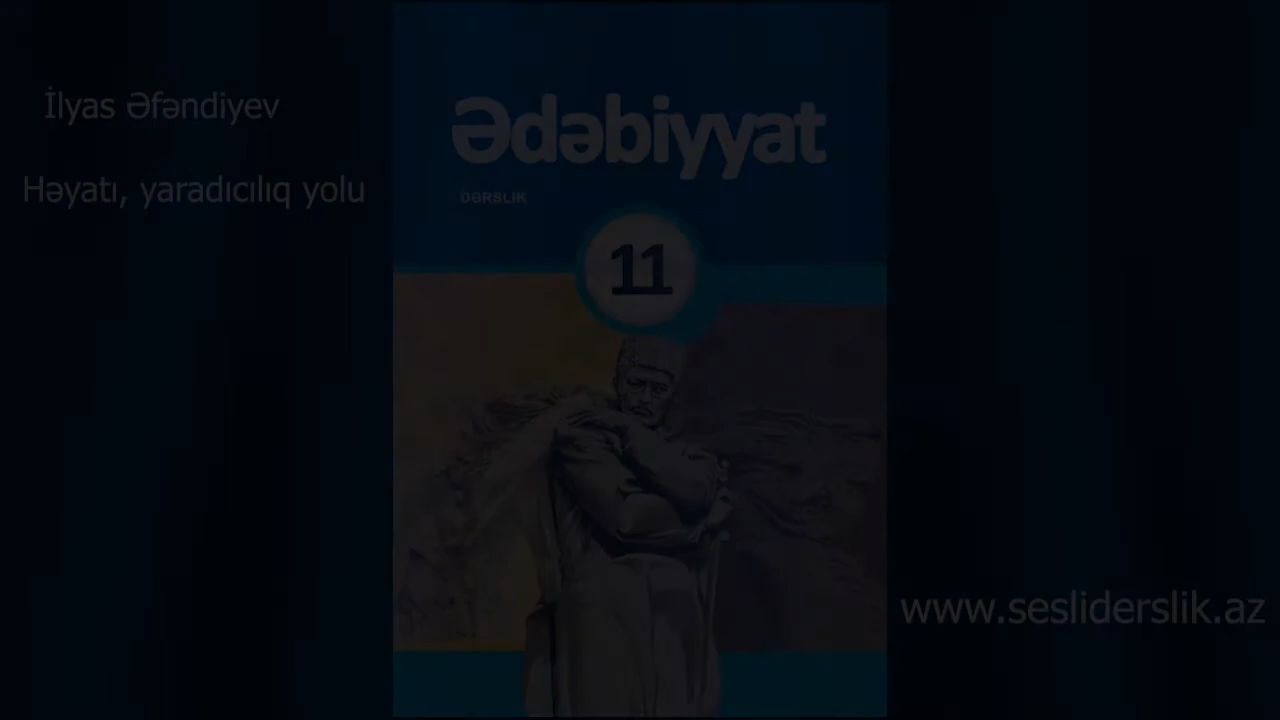 İlyas Əfəndiyev
Həyatı, yaradıcılıq yolu
Ədəbiyyat
DƏRSLİK
11
www.sesliderslik.az